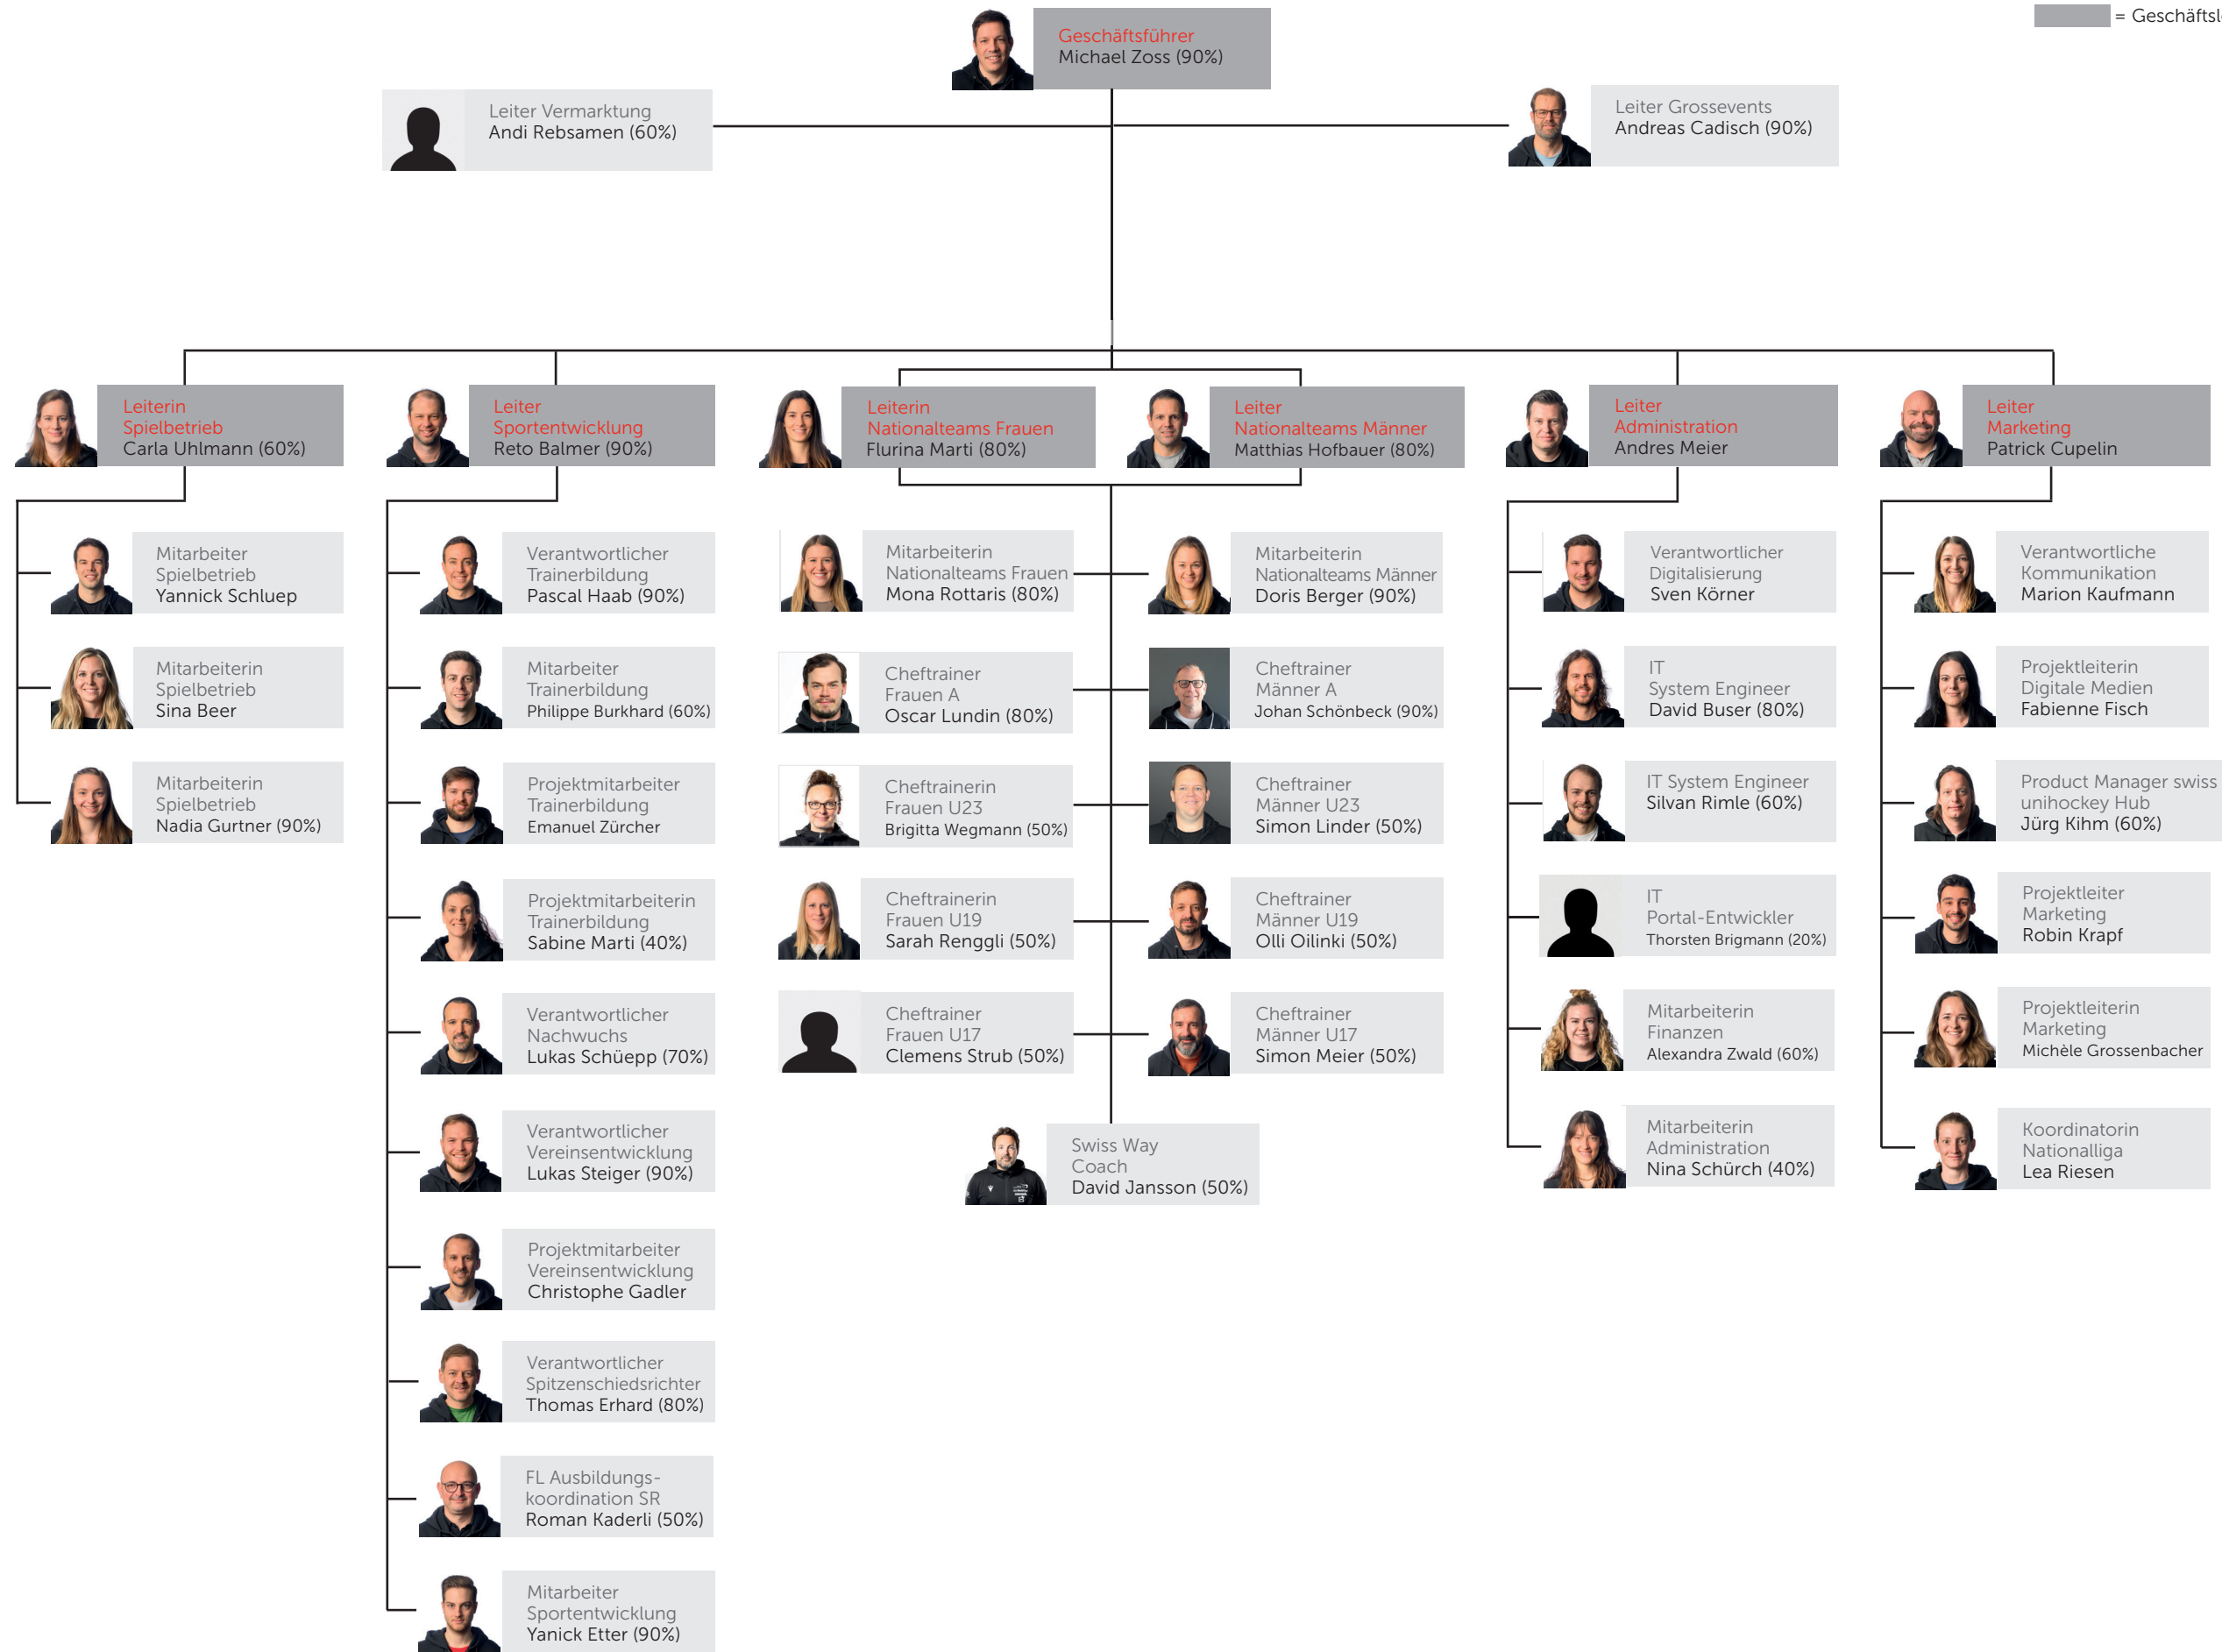 = Geschäftsl
Geschäftsführer
Michael Zoss (90%)
Leiter Vermarktung
Andi Rebsamen (60%)
Leiter Grossevents
Andreas Cadisch (90%)
Leiterin
Spielbetrieb
Carla Uhlmann (60%)
Leiter
Sportentwicklung
Reto Balmer (90%)
Leiterin
Nationalteams Frauen
Flurina Marti (80%)
Leiter
Nationalteams Männer
Matthias Hofbauer (80%)
Leiter
Administration
Andres Meier
Leiter
Marketing
Patrick Cupelin
Mitarbeiter
Spielbetrieb
Yannick Schluep
Mitarbeiterin
Spielbetrieb
Sina Beer
Mitarbeiterin
Spielbetrieb
Nadia Gurtner (90%)
Verantwortlicher
Trainerbildung
Pascal Haab (90%)
Mitarbeiter
Trainerbildung
Philippe Burkhard (60%)
Projektmitarbeiter
Trainerbildung
Emanuel Zürcher
Projektmitarbeiterin
Trainerbildung
Sabine Marti (40%)
Verantwortlicher
Nachwuchs
Lukas Schüepp (70%)
Verantwortlicher
Vereinsentwicklung
Lukas Steiger (90%)
Projektmitarbeiter
Vereinsentwicklung
Christophe Gadler
Verantwortlicher
Spitzenschiedsrichter
Thomas Erhard (80%)
FL Ausbildungs-
koordination SR
Roman Kaderli (50%)
Mitarbeiter
Sportentwicklung
Yanick Etter (90%)
Mitarbeiterin
Nationalteams Frauen
Mona Rottaris (80%)
Cheftrainer
Frauen A
Oscar Lundin (80%)
Cheftrainerin
Frauen U23
Brigitta Wegmann (50%)
Cheftrainerin
Frauen U19
Sarah Renggli (50%)
Cheftrainer
Frauen U17
Clemens Strub (50%)
Mitarbeiterin
Nationalteams Männer
Doris Berger (90%)
Cheftrainer
Männer A
Johan Schönbeck (90%)
Cheftrainer
Männer U23
Simon Linder (50%)
Cheftrainer
Männer U19
Olli Oilinki (50%)
Cheftrainer
Männer U17
Simon Meier (50%)
Swiss Way
Coach
David Jansson (50%)
Verantwortlicher
Digitalisierung
Sven Körner
IT
System Engineer
David Buser (80%)
IT System Engineer
Silvan Rimle (60%)
IT
Portal-Entwickler
Thorsten Brigmann (20%)
Mitarbeiterin
Finanzen
Alexandra Zwald (60%)
Mitarbeiterin
Administration
Nina Schürch (40%)
Verantwortliche
Kommunikation
Marion Kaufmann
Projektleiterin
Digitale Medien
Fabienne Fisch
Product Manager swiss
unihockey Hub
Jürg Kihm (60%)
Projektleiter
Marketing
Robin Krapf
Projektleiterin
Marketing
Michèle Grossenbacher
Koordinatorin
Nationalliga
Lea Riesen